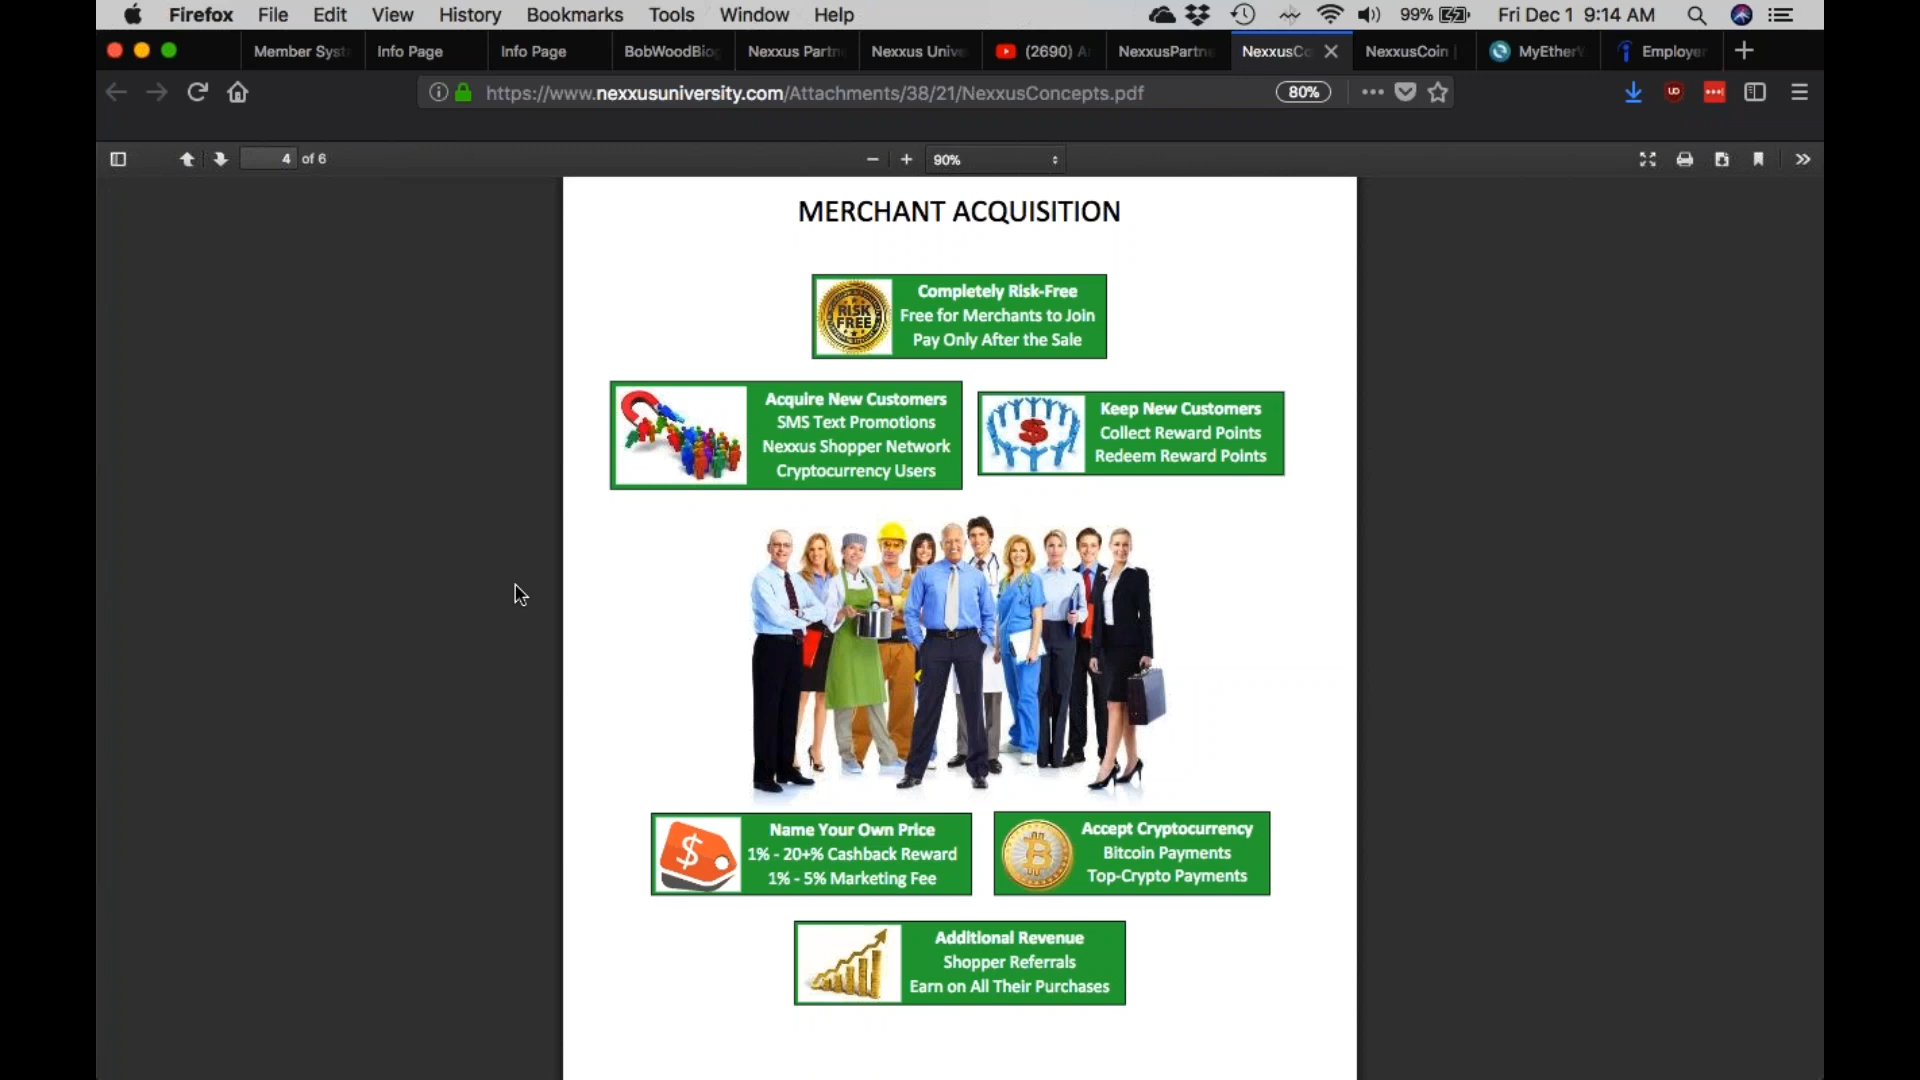 Firefox File Edit View History Bookmarks Tools Window Help 99% Fri Dec 1 9:14 AM
Member Syst Info Page Info Page BobWoodBlo Nexxus Partn Nexxus Unive (2690) A NexxusPartne NexxusCo NexxusCoin | MyEtherW Employer
https://www.nexxusuniversity.com/Attachments/38/21/NexxusConcepts.pdf 80%
4 of 6 90%
MERCHANT ACQUISITION
RISK
FREE
Completely Risk-Free
Free for Merchants to Join
Pay Only After the Sale
Acquire New Customers
SMS Text Promotions
Nexxus Shopper Network
Cryptocurrency Users
Keep New Customers
Collect Reward Points
Redeem Reward Points
Name Your Own Price
1% - 20+% Cashback Reward
1% - 5% Marketing Fee
Accept Cryptocurrency
Bitcoin Payments
Top-Crypto Payments
Additional Revenue
Shopper Referrals
Earn on All Their Purchases